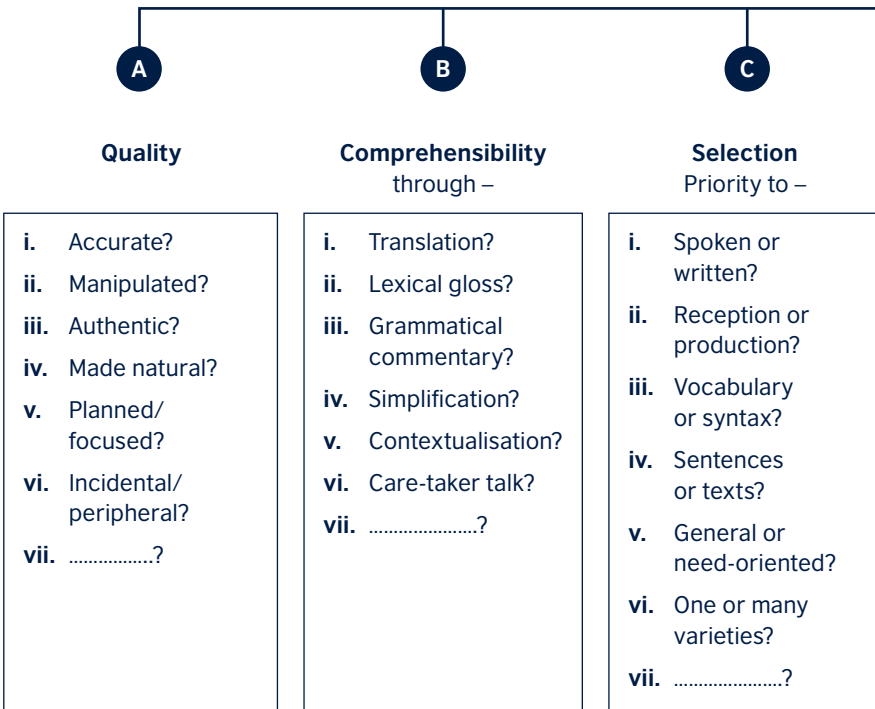 A
B
C
Quality
Comprehensibility
through –
Selection
Priority to –
i. Accurate?
ii. Manipulated?
iii. Authentic?
iv. Made natural?
v. Planned/
focused?
vi. Incidental/
peripheral?
vii. ....................?
i. Translation?
ii. Lexical gloss?
iii. Grammatical
commentary?
iv. Simplification?
v. Contextualisation?
vi. Care-taker talk?
vii. .........................?
i. Spoken or
written?
ii. Reception or
production?
iii. Vocabulary
or syntax?
iv. Sentences
or texts?
v. General or
need-oriented?
vi. One or many
varieties?
vii. .........................?